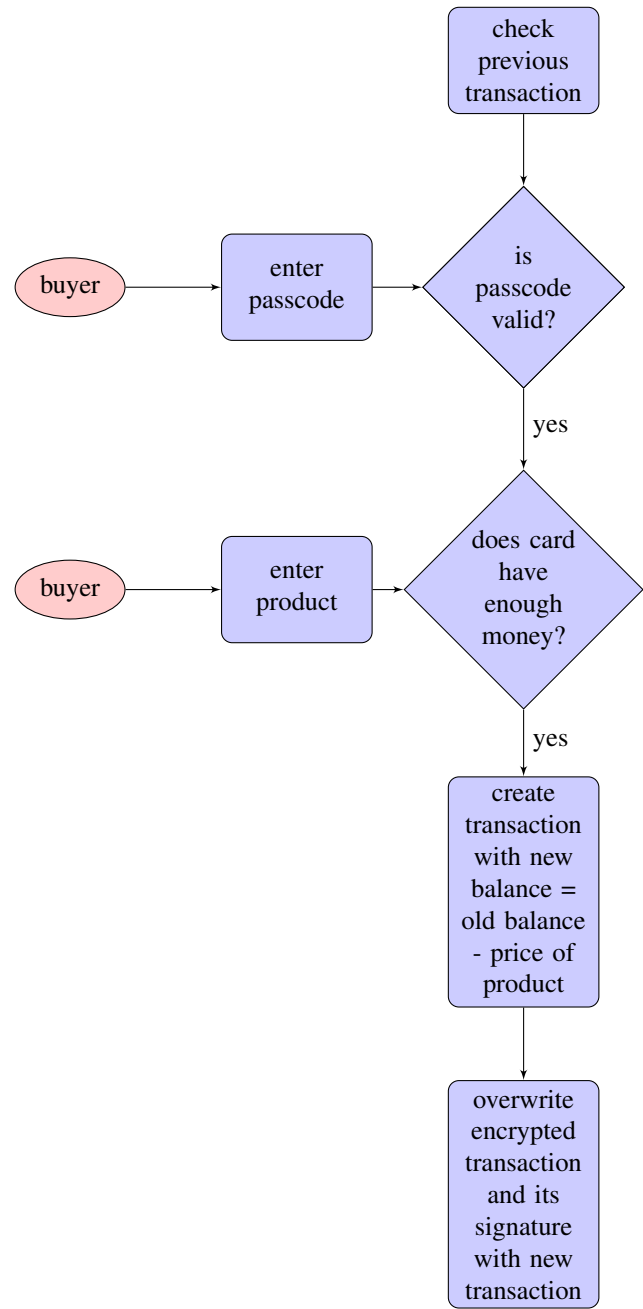 check
previous
transaction
buyer
enter
passcode
is
passcode
valid?
yes
buyer
enter
product
does card
have
enough
money?
yes
create
transaction
with new
balance =
old balance
- price of
product
overwrite
encrypted
transaction
and its
signature
with new
transaction